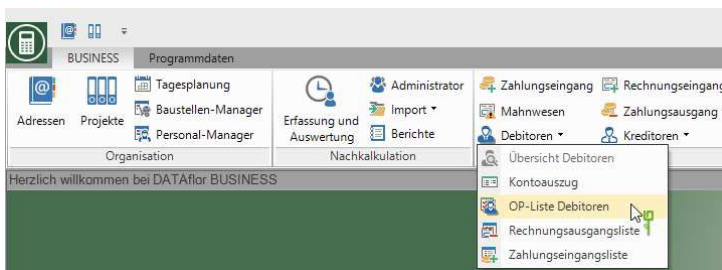 BUSINESS Programmdaten
Adressen
Projekte
Tagesplanung
Baustellen-Manager
Personal-Manager
Organisation
Erfassung und
Auswertung
Administrator
Import
Berichte
Nachkalkulation
Zahlungseingang Rechnungseingang
Mahnwesen Zahlungsausgang
Debitoren Kreditoren
Herzlich willkommen bei DATAflor BUSINESS
Übersicht Debitoren
Kontoauszug
OP-Liste Debitoren
Rechnungsausgangsliste
Zahlungseingangsliste